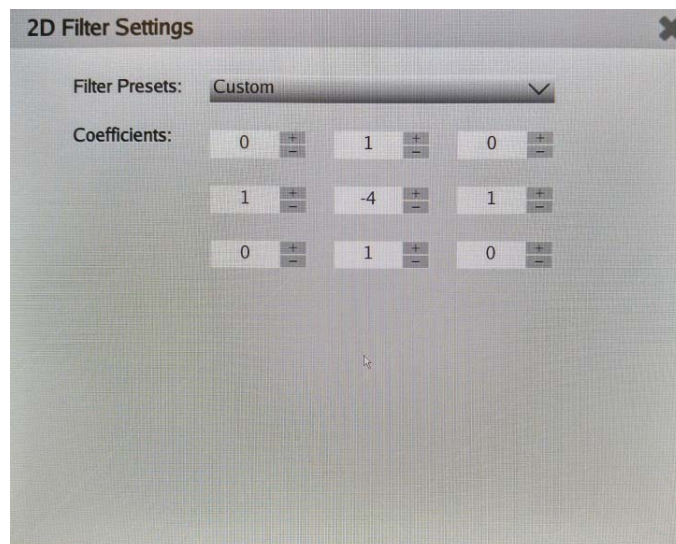 2D Filter Settings
Filter Presets: Custom
Coefficients:
0 + - 1 + - 0 + -
1 + - -4 + - 1 + -
0 + - 1 + - 0 + -